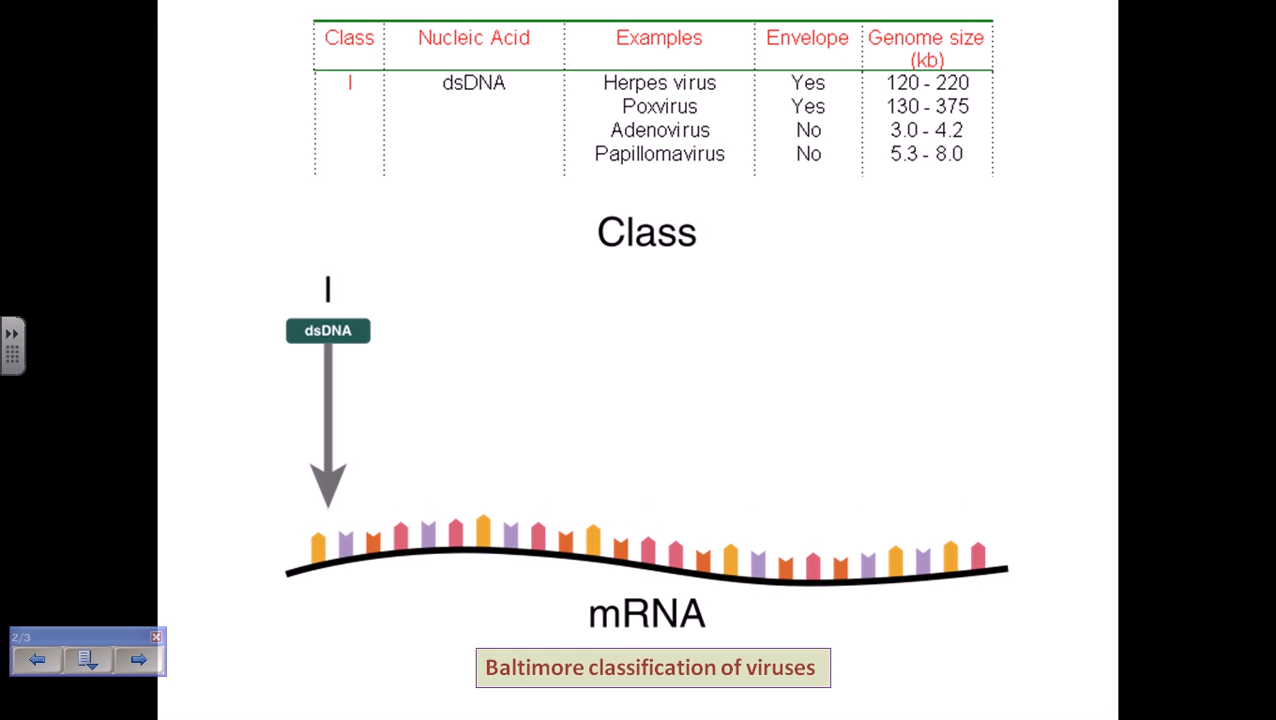 Class Nucleic Acid Examples Envelope Genome size
(kb)
I dsDNA Herpes virus Yes 120 - 220
Poxvirus Yes 130 - 375
Adenovirus No 3.0 - 4.2
Papillomavirus No 5.3 - 8.0
Class
I
dsDNA
mRNA
2/3
Baltimore classification of viruses